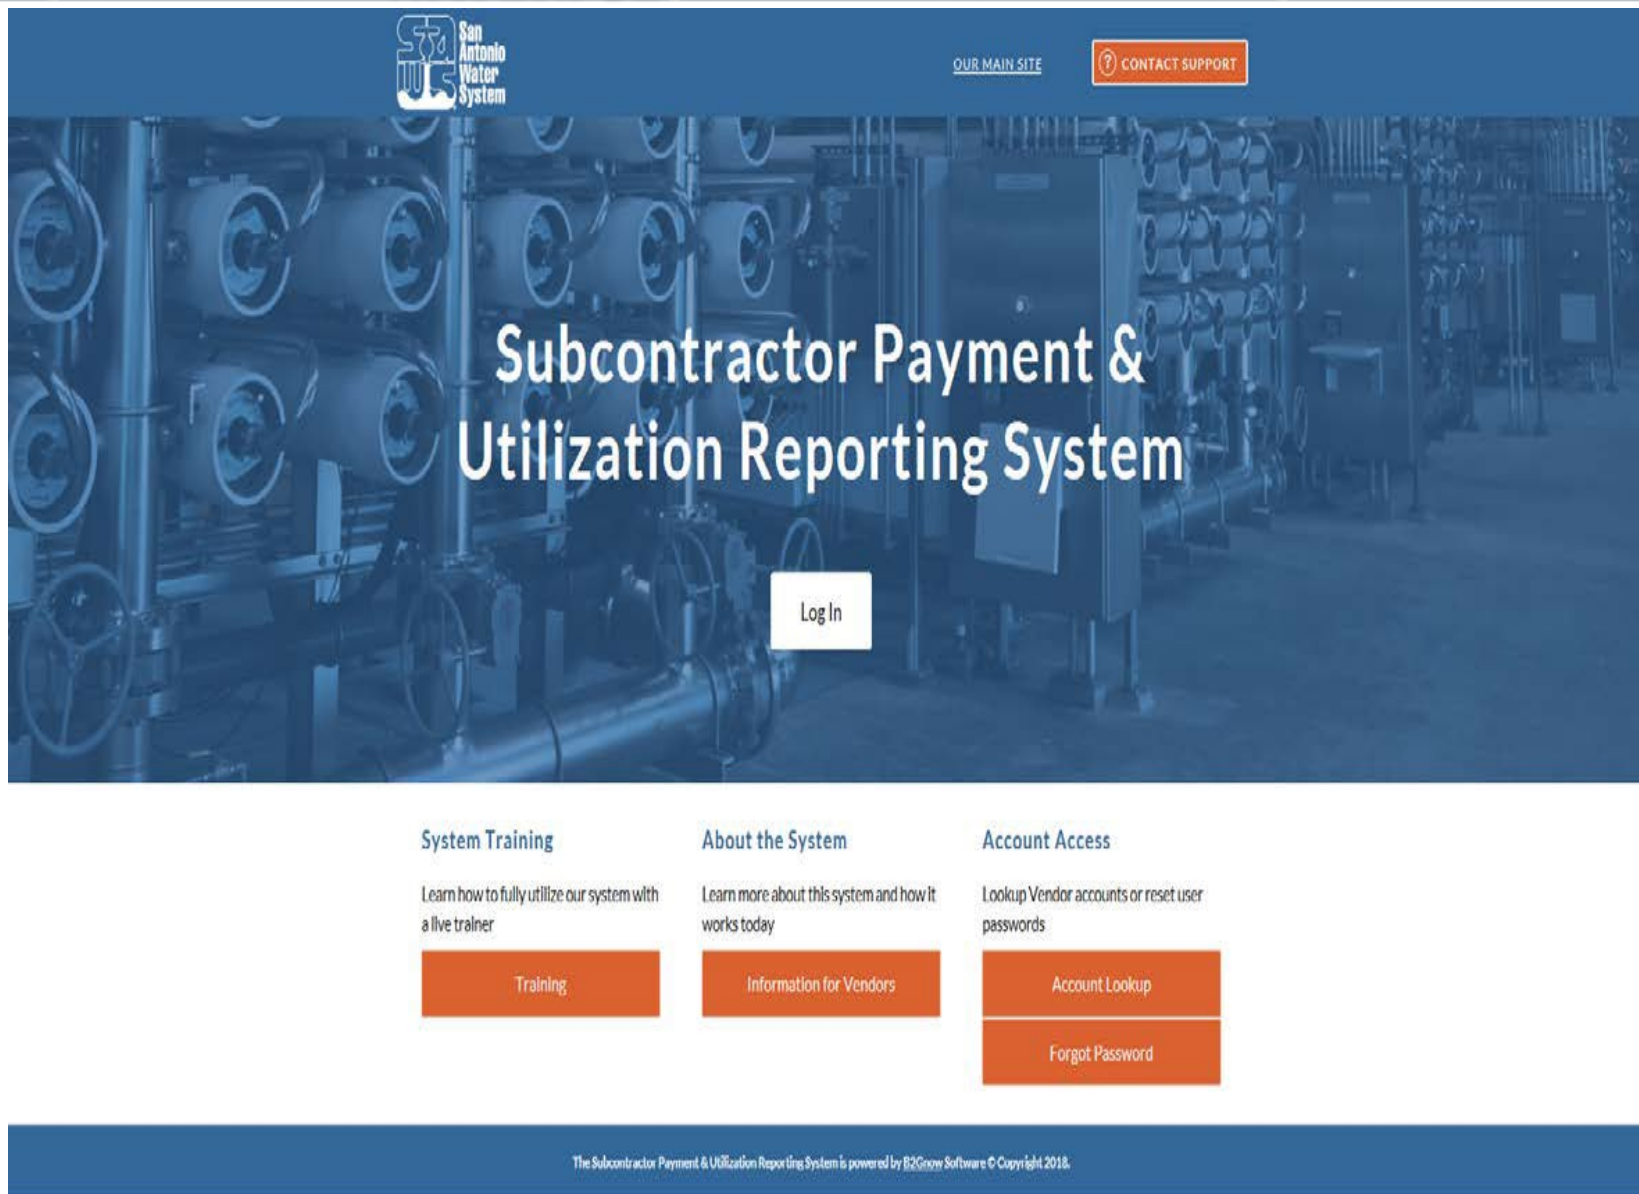 San
Antonio
Water
System
OUR MAIN SITE
? CONTACT SUPPORT
Subcontractor Payment &
Utilization Reporting System
Log In
System Training
Learn how to fully utilize our system with
a live trainer
Training
About the System
Learn more about this system and how it
works today
Information for Vendors
Account Access
Lookup Vendor accounts or reset user
passwords
Account Lookup
Forgot Password
The Subcontractor Payment & Utilization Reporting System is powered by B2Gnow Software © Copyright 2018.